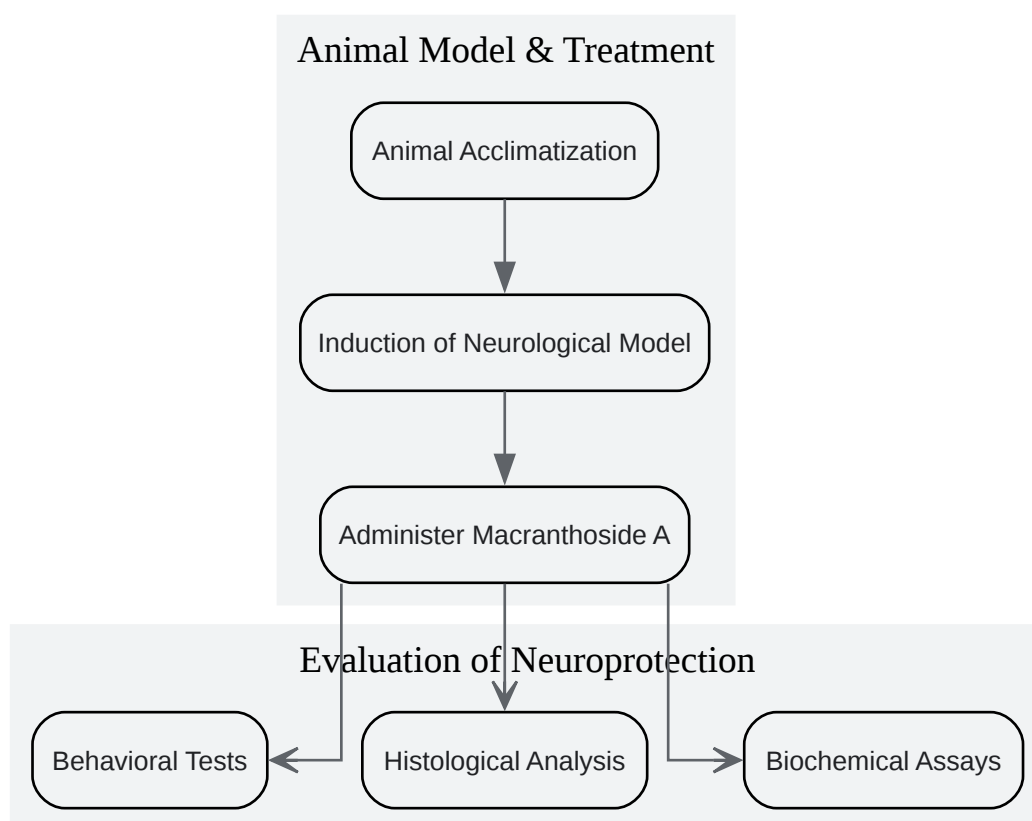 Animal Model & Treatment
Animal Acclimatization
Induction of Neurological Model
Administer Macranthoside A
Evaluation of Neuroprotection
Behavioral Tests
Histological Analysis
Biochemical Assays